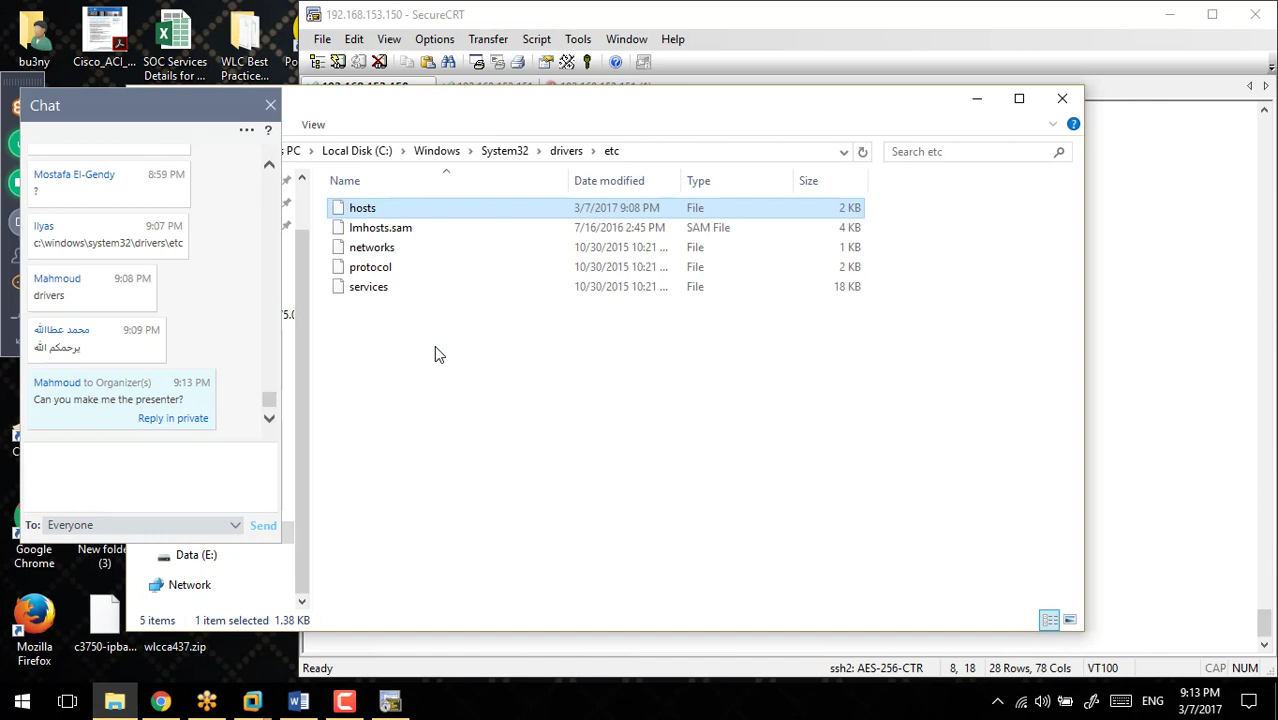 bu3ny
Cisco_ACI_...
SOC Services
Details for ...
WLC Best
Practice...
192.168.153.150 - SecureCRT
File Edit View Options Transfer Script Tools Window Help
Chat
View
PC Local Disk (C:) Windows System32 drivers etc
Search etc
Name Date modified Type Size
hosts 3/7/2017 9:08 PM File 2 KB
lmhosts.sam 7/16/2016 2:45 PM SAM File 4 KB
networks 10/30/2015 10:21 ... File 1 KB
protocol 10/30/2015 10:21 ... File 2 KB
services 10/30/2015 10:21 ... File 18 KB
Mostafa El-Gendy 8:59 PM
?
Ilyas 9:07 PM
c:\windows\system32\drivers\etc
Mahmoud 9:08 PM
drivers
محمد عطاالله 9:09 PM
يرحمكم الله
Mahmoud to Organizer(s) 9:13 PM
Can you make me the presenter?
Reply in private
To: Everyone Send
Data (E:)
Network
5 items 1 item selected 1.38 KB
Google
Chrome
New folder
(3)
Mozilla
Firefox
c3750-ipba...
wlcca437.zip
Ready ssh2: AES-256-CTR 8, 18 28 Rows, 78 Cols VT100 CAP NUM
ENG
9:13 PM
3/7/2017